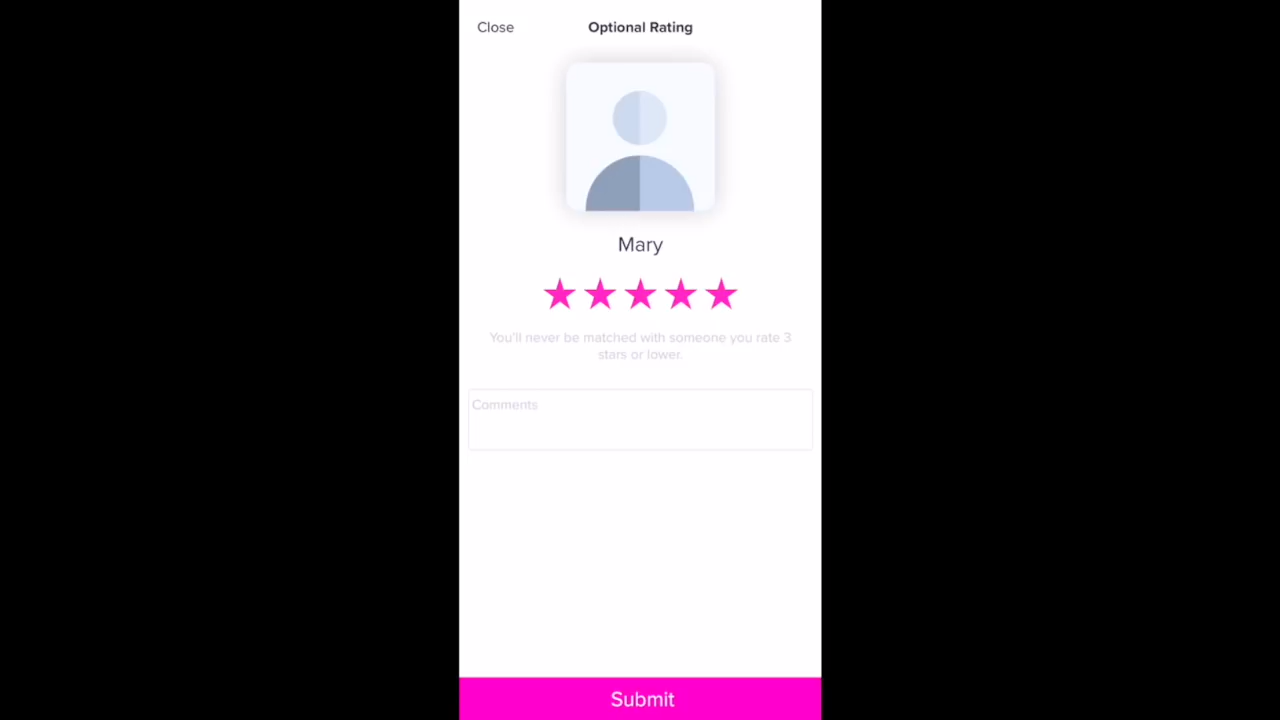 Close
Optional Rating
Mary
You'll never be matched with someone you rate 3
stars or lower.
Comments
Submit